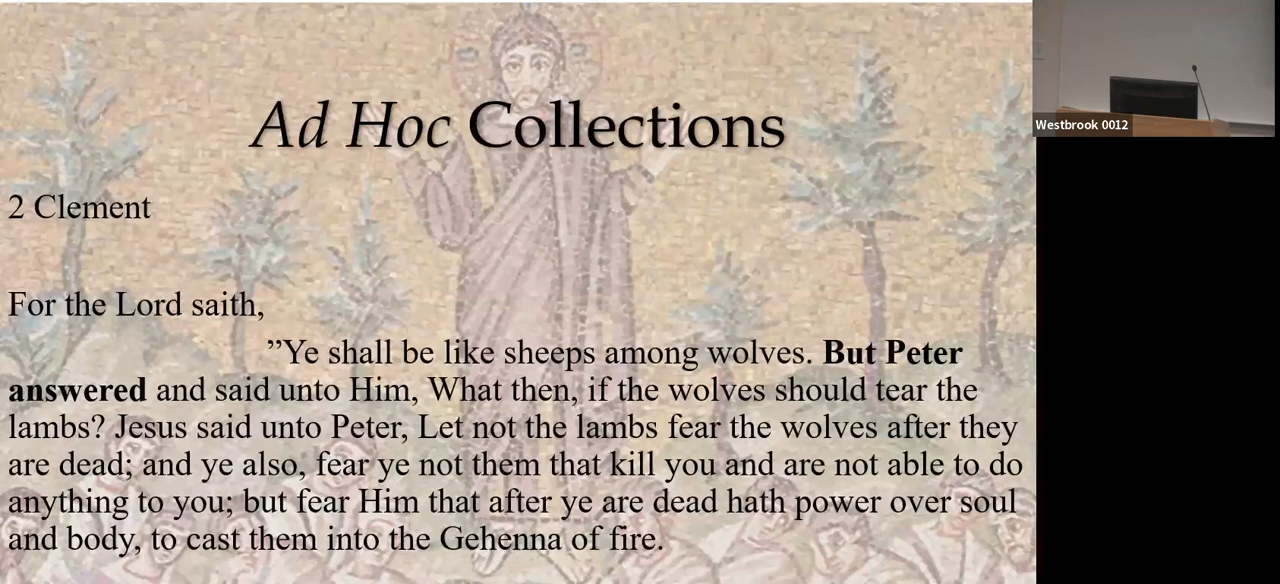 Ad Hoc Collections
Westbrook 0012
2 Clement
For the Lord saith,
”Ye shall be like sheeps among wolves. But Peter
answered and said unto Him, What then, if the wolves should tear the
lambs? Jesus said unto Peter, Let not the lambs fear the wolves after they
are dead; and ye also, fear ye not them that kill you and are not able to do
anything to you; but fear Him that after ye are dead hath power over soul
and body, to cast them into the Gehenna of fire.